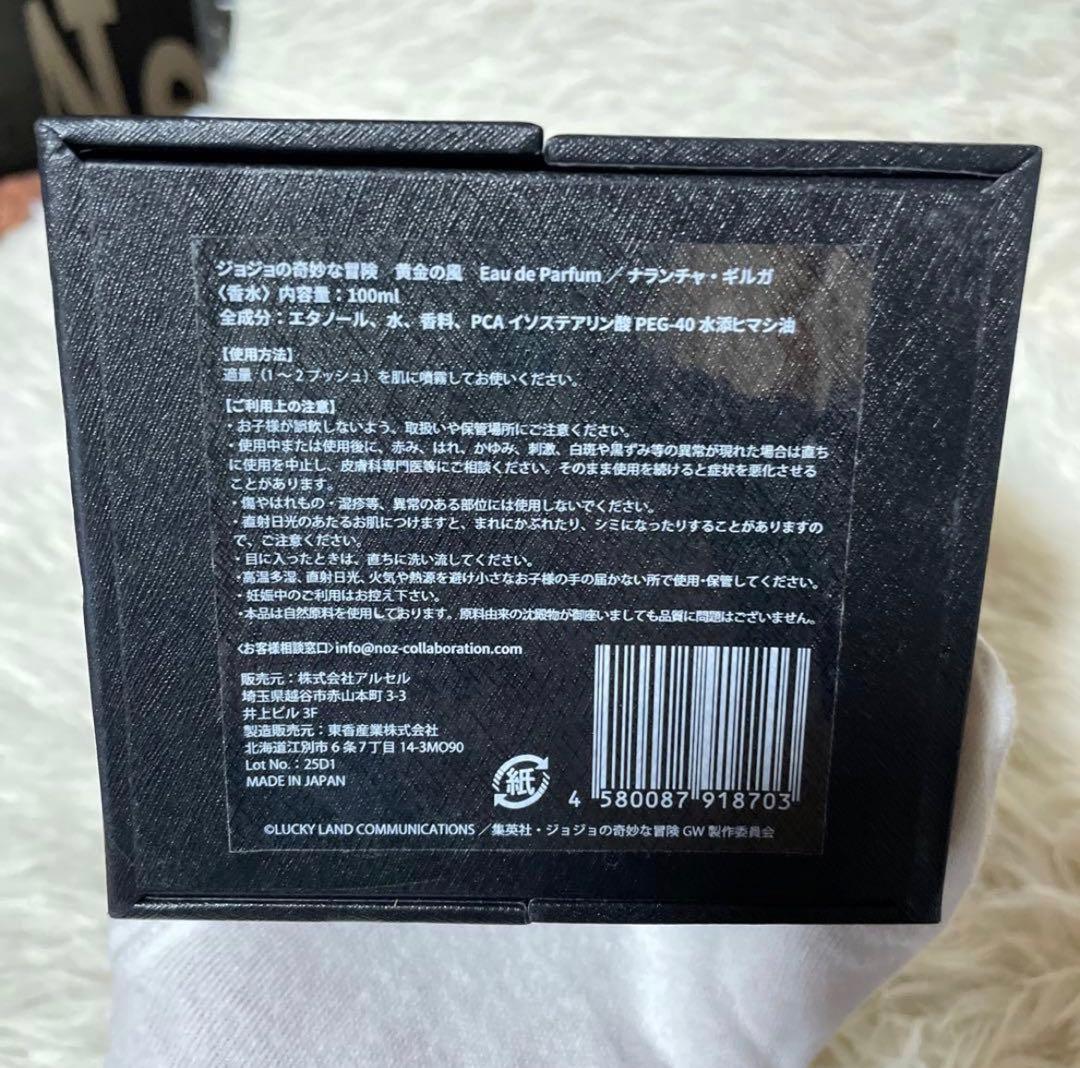 No
ジョジョの奇妙な冒険　黄金の風　Eau de Parfum ／ ナランチャ・ギルガ
〈香水〉内容量：100ml
全成分：エタノール、水、香料、PCA イソステアリン酸 PEG-40 水添ヒマシ油
【使用方法】
適量（1～2プッシュ）を肌に噴霧してお使いください。
【ご利用上の注意】
・お子様が誤飲しないよう、取扱いや保管場所にご注意ください。
・使用中または使用後に、赤み、はれ、かゆみ、刺激、白斑や黒ずみ等の異常が現れた場合は直ち
に使用を中止し、皮膚科専門医等にご相談ください。そのまま使用を続けると症状を悪化させる
ことがあります。
・傷やはれもの・湿疹等、異常のある部位には使用しないでください。
・直射日光のあたるお肌につけますと、まれにかぶれたり、シミになったりすることがありますの
で、ご注意ください。
・目に入ったときは、直ちに洗い流してください。
・高温多湿、直射日光、火気や熱源を避け小さなお子様の手の届かない所で使用・保管してください。
・妊娠中のご利用はお控え下さい。
・本品は自然原料を使用しております。原料由来の沈殿物が御座いましても品質に問題はございません。
〈お客様相談窓口〉info@noz-collaboration.com
販売元：株式会社アルセル
埼玉県越谷市赤山本町 3-3
井上ビル 3F
製造販売元：東香産業株式会社
北海道江別市 6 条 7 丁目 14-3MO90
Lot No.：25D1
MADE IN JAPAN
紙
4 580087 918703
©LUCKY LAND COMMUNICATIONS ／集英社・ジョジョの奇妙な冒険 GW 製作委員会